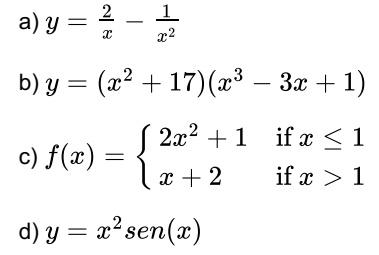 a) y = 2/x − 1/x²
b) y = (x² + 17)(x³ − 3x + 1)
c) f(x) = { 2x² + 1 if x ≤ 1
x + 2 if x > 1
d) y = x²sen(x)